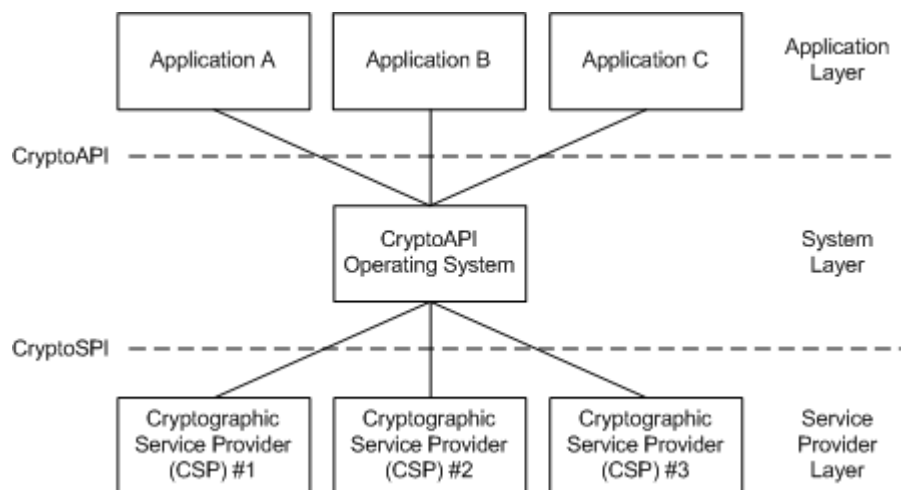 Application A
Application B
Application C
Application
Layer
CryptoAPI
CryptoAPI
Operating System
System
Layer
CryptoSPI
Cryptographic
Service Provider
(CSP) #1
Cryptographic
Service Provider
(CSP) #2
Cryptographic
Service Provider
(CSP) #3
Service
Provider
Layer